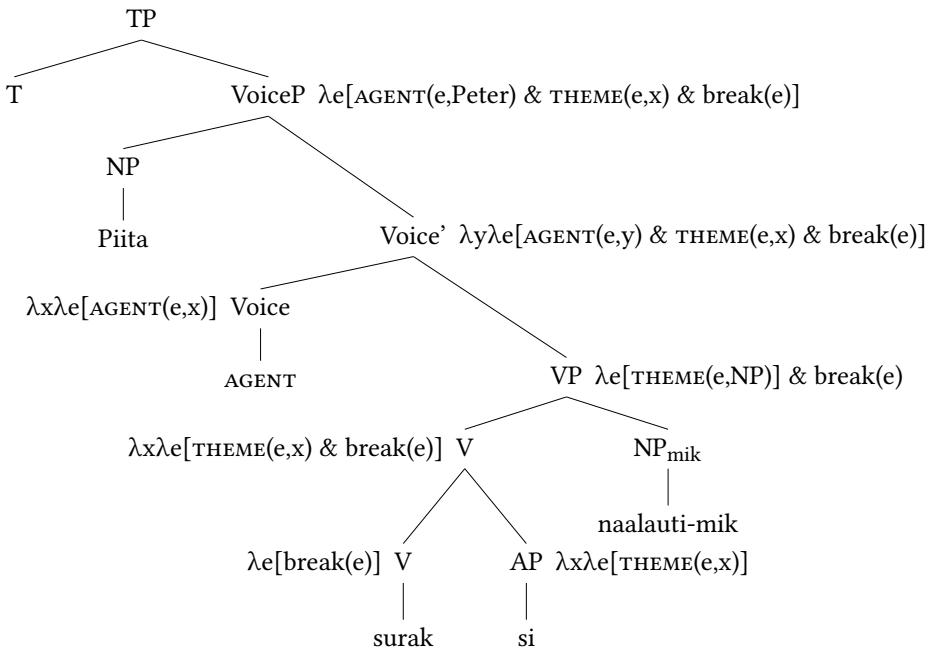 TP
T VoiceP λe[AGENT(e,Peter) & THEME(e,x) & break(e)]
NP
Piita Voice’ λyλe[AGENT(e,y) & THEME(e,x) & break(e)]
λxλe[AGENT(e,x)] Voice
AGENT VP λe[THEME(e,NP)] & break(e)
λxλe[THEME(e,x) & break(e)] V NPmik
naalauti-mik
λe[break(e)] V AP λxλe[THEME(e,x)]
surak si